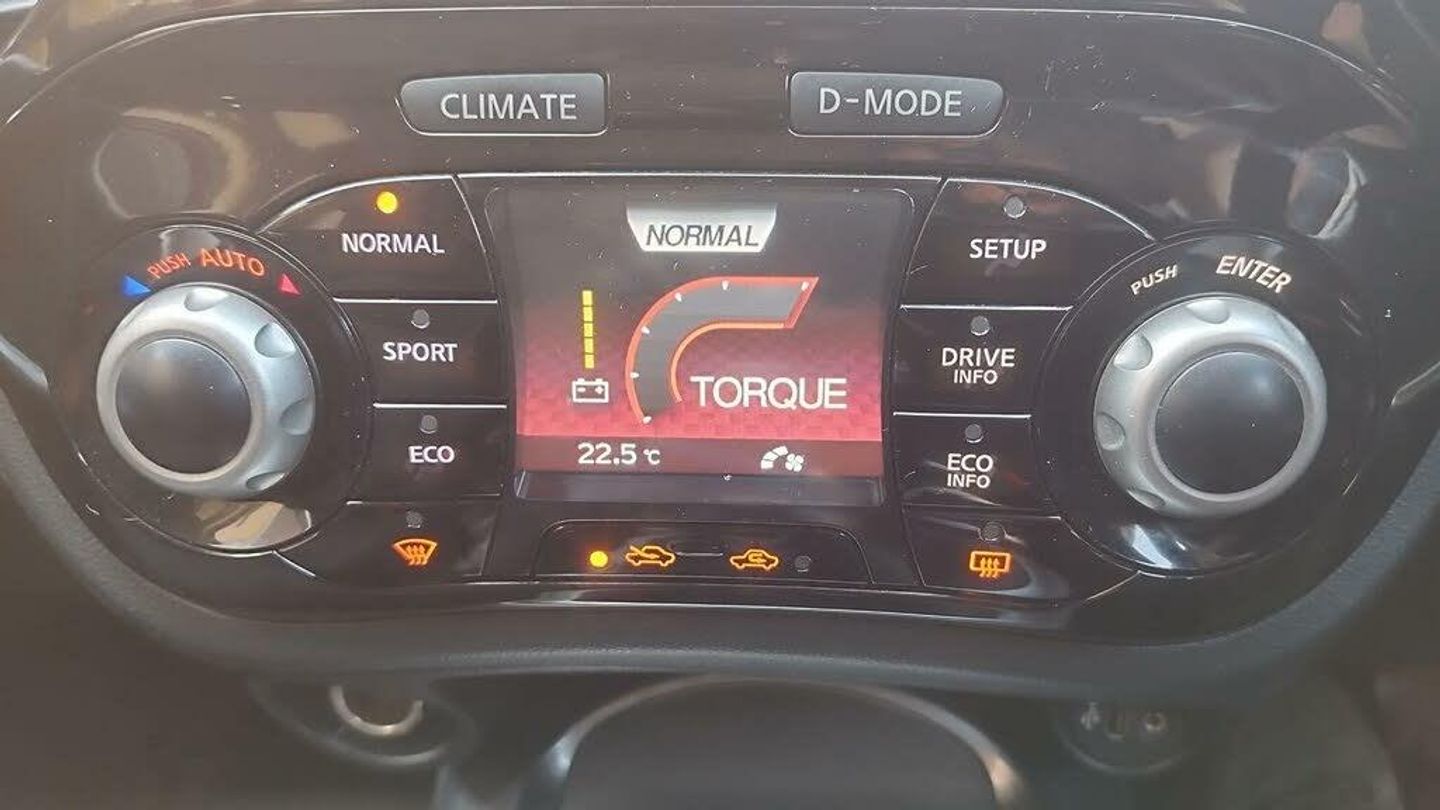 CLIMATE
D-MODE
NORMAL
NORMAL
SETUP
PUSH AUTO
PUSH ENTER
SPORT
DRIVE
INFO
TORQUE
ECO
22.5 °C
ECO
INFO